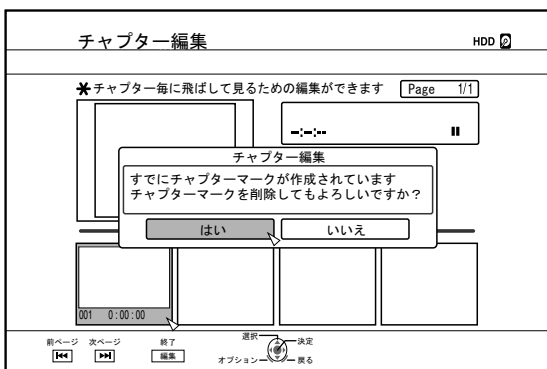 チャプター編集
HDD
チャプター毎に飛ばして見るための編集ができます
Page 1/1
-:-:-
チャプター編集
すでにチャプターマークが作成されています
チャプターマークを削除してもよろしいですか？
はい
いいえ
001 0:00:00
前ページ 次ページ 終了
編集
選択
決定
オプション
戻る